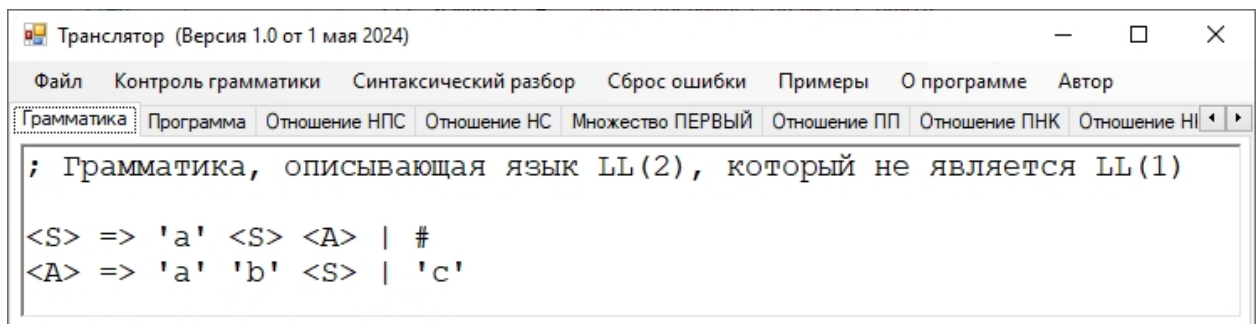 Транслятор (Версия 1.0 от 1 мая 2024)
Файл Контроль грамматики Синтаксический разбор Сброс ошибки Примеры О программе Автор
Грамматика Программа Отношение НПС Отношение НС Множество ПЕРВЫЙ Отношение ПП Отношение ПНК Отношение
; Грамматика, описывающая язык LL(2), который не является LL(1)
<S> => 'a' <S> <A> | #
<A> => 'a' 'b' <S> | 'c'